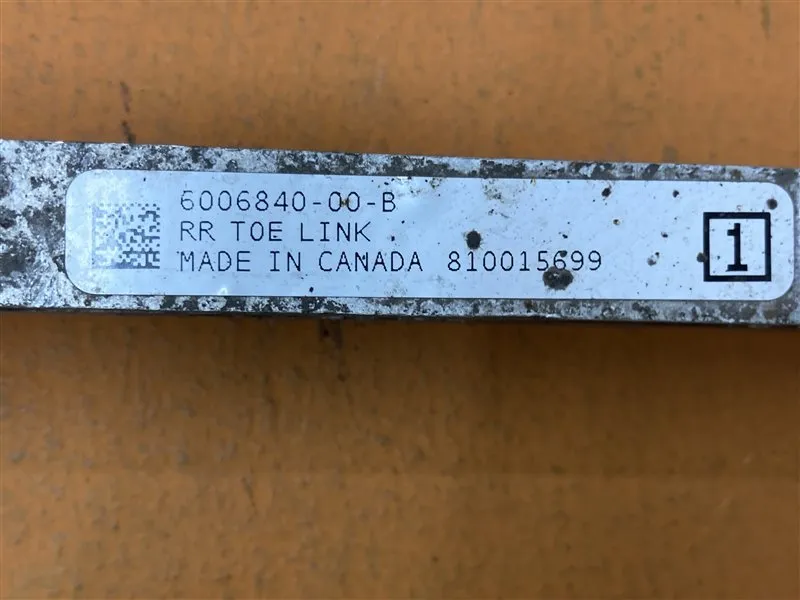 6006840-00-B
RR TOE LINK
MADE IN CANADA 810015699
1